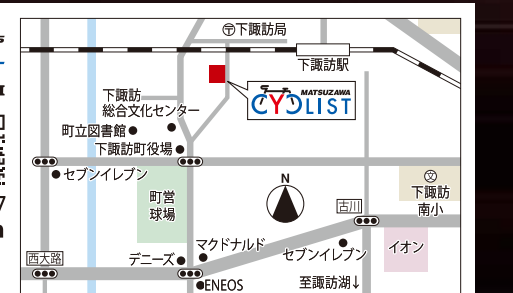 〶下諏訪局
下諏訪駅
MATSUZAWA
CYCLIST
下諏訪
総合文化センター
町立図書館
下諏訪町役場
セブンイレブン
町営
球場
N
文
下諏訪
南小
古川
マクドナルド
セブンイレブン
イオン
西大路
デニーズ
ENEOS
至諏訪湖↓